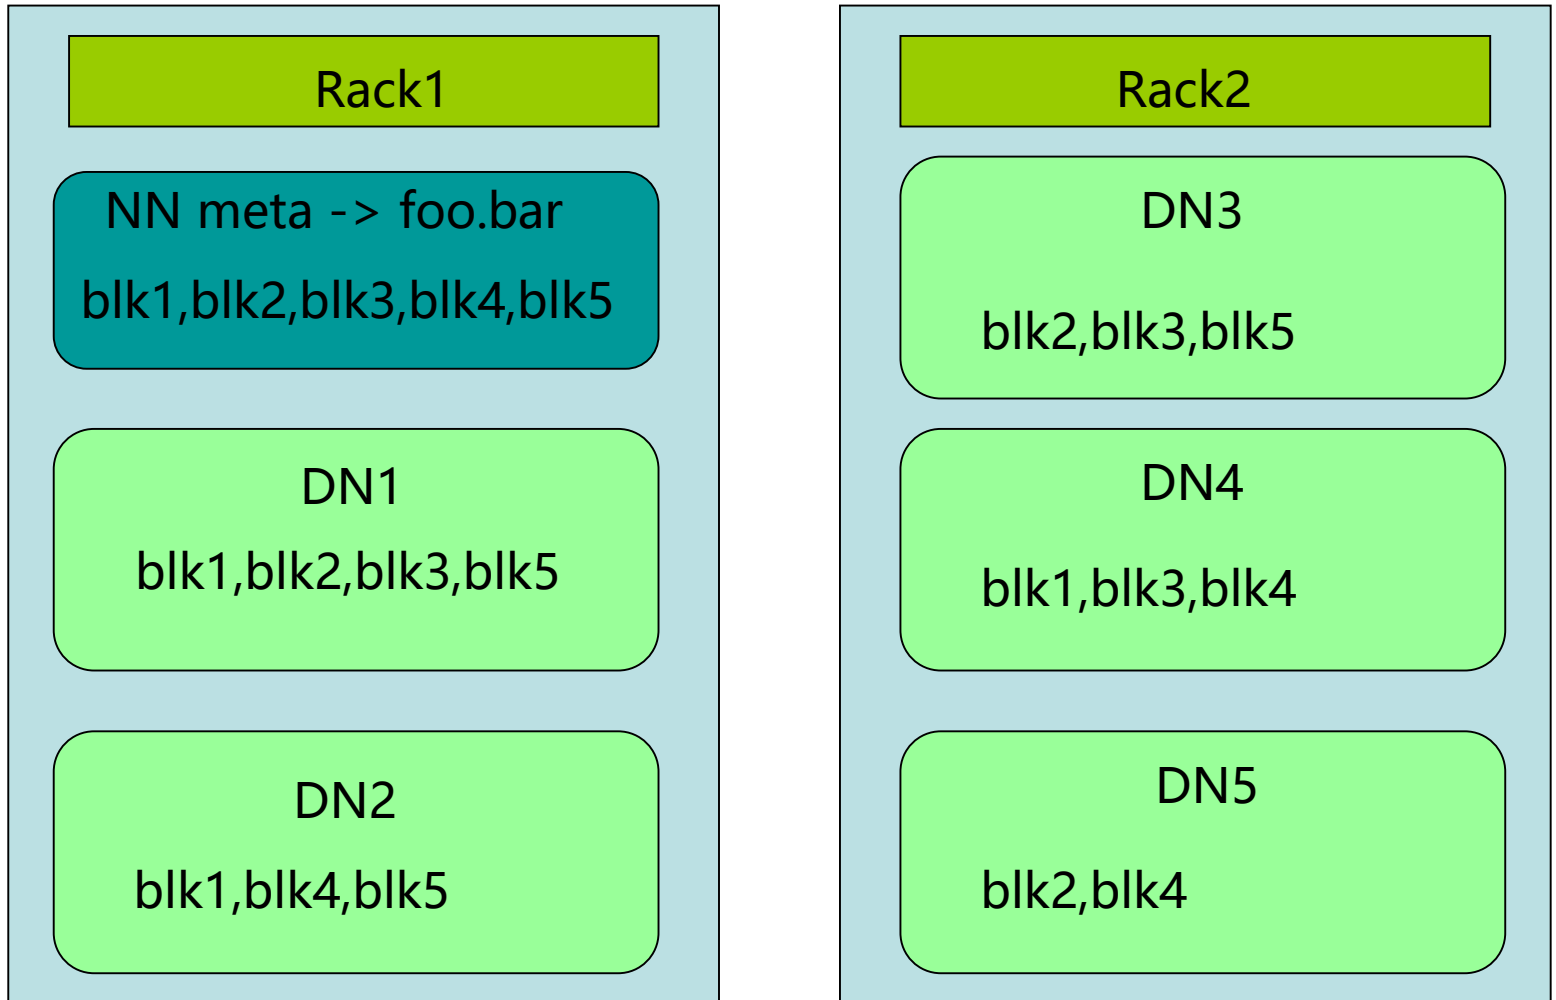 Rack1
NN meta -> foo.bar
blk1,blk2,blk3,blk4,blk5
DN1
blk1,blk2,blk3,blk5
DN2
blk1,blk4,blk5
Rack2
DN3
blk2,blk3,blk5
DN4
blk1,blk3,blk4
DN5
blk2,blk4